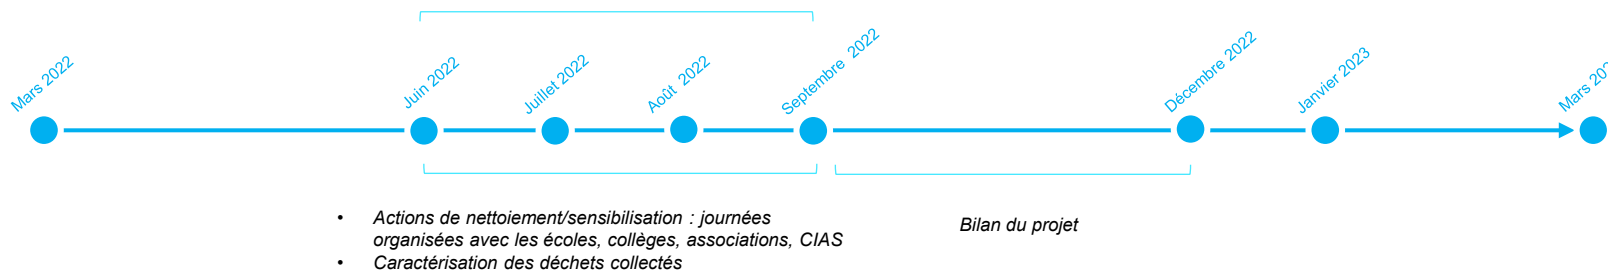 Mars 2022
Juin 2022
Juillet 2022
Août 2022
Septembre 2022
Décembre 2022
Janvier 2023
Mars
• Actions de nettoiement/sensibilisation : journées
organisées avec les écoles, collèges, associations, CIAS
• Caractérisation des déchets collectés
Bilan du projet